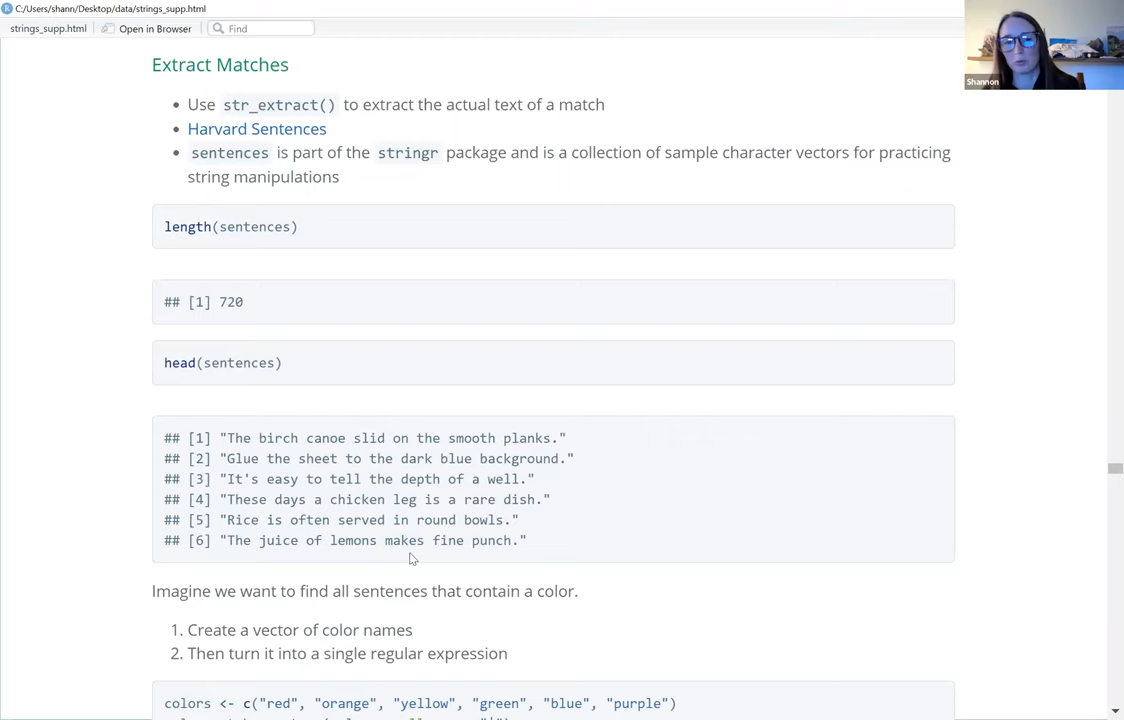 C:/Users/shann/Desktop/data/strings_supp.html
strings_supp.html
Open in Browser
Find
Shannon
Extract Matches
• Use str_extract() to extract the actual text of a match
• Harvard Sentences
• sentences is part of the stringr package and is a collection of sample character vectors for practicing
string manipulations
length(sentences)
## [1] 720
head(sentences)
## [1] "The birch canoe slid on the smooth planks."
## [2] "Glue the sheet to the dark blue background."
## [3] "It's easy to tell the depth of a well."
## [4] "These days a chicken leg is a rare dish."
## [5] "Rice is often served in round bowls."
## [6] "The juice of lemons makes fine punch."
Imagine we want to find all sentences that contain a color.
1. Create a vector of color names
2. Then turn it into a single regular expression
colors <- c("red", "orange", "yellow", "green", "blue", "purple")